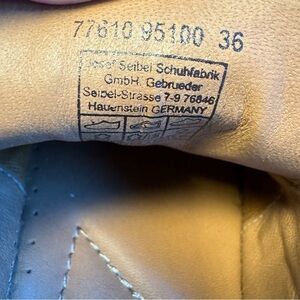 77610 95100 36
Josef Seibel Schuhfabrik
GmbH, Gebrueder
Seibel-Strasse 7-9 76846
Hauenstein GERMANY